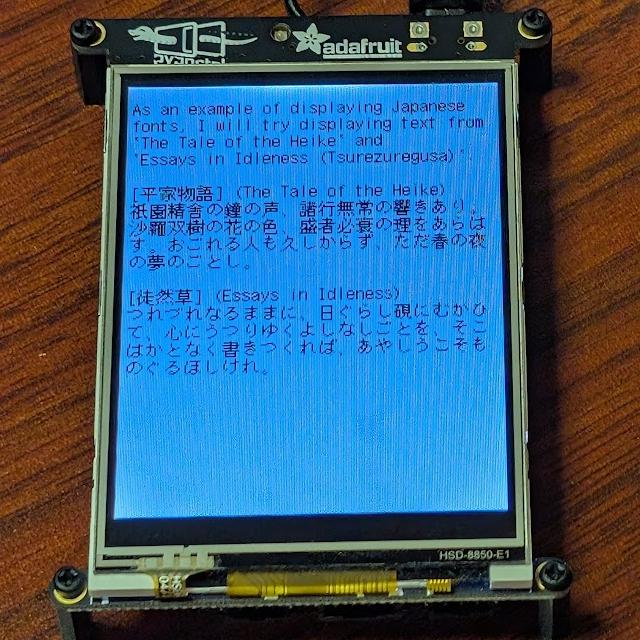 adafruit
As an example of displaying Japanese
fonts, I will try displaying text from
"The Tale of the Heike" and
"Essays in Idleness (Tsurezuregusa)".
[平家物語] (The Tale of the Heike)
祇園精舎の鐘の声、諸行無常の響きあり。
沙羅双樹の花の色、盛者必衰の理をあらは
す。おごれる人も久しからず、ただ春の夜
の夢のごとし。
[徒然草] (Essays in Idleness)
つれづれなるままに、日ぐらし硯にむかひ
て、心にうつりゆくよしなしごとを、そこ
はかとなく書きつくれば、あやしうこそも
のぐるほしけれ。
HSD-8850-E1